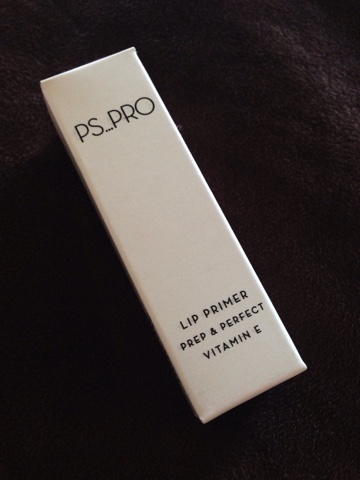 PS...PRO
LIP PRIMER
PREP & PERFECT
VITAMIN E